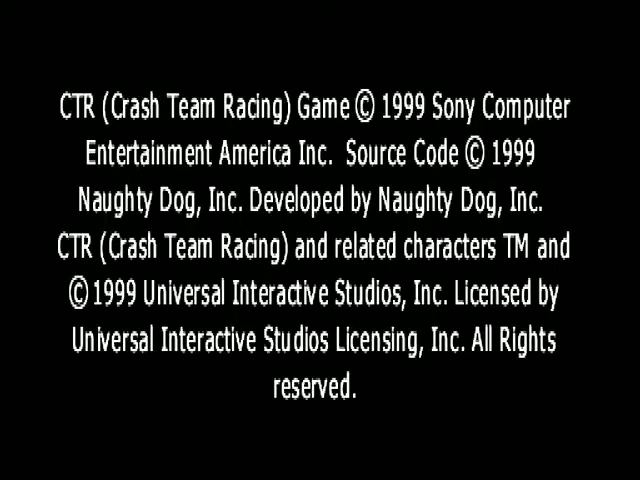 CTR (Crash Team Racing) Game © 1999 Sony Computer
Entertainment America Inc.  Source Code © 1999
Naughty Dog, Inc. Developed by Naughty Dog, Inc.
CTR (Crash Team Racing) and related characters TM and
© 1999 Universal Interactive Studios, Inc. Licensed by
Universal Interactive Studios Licensing, Inc. All Rights
reserved.